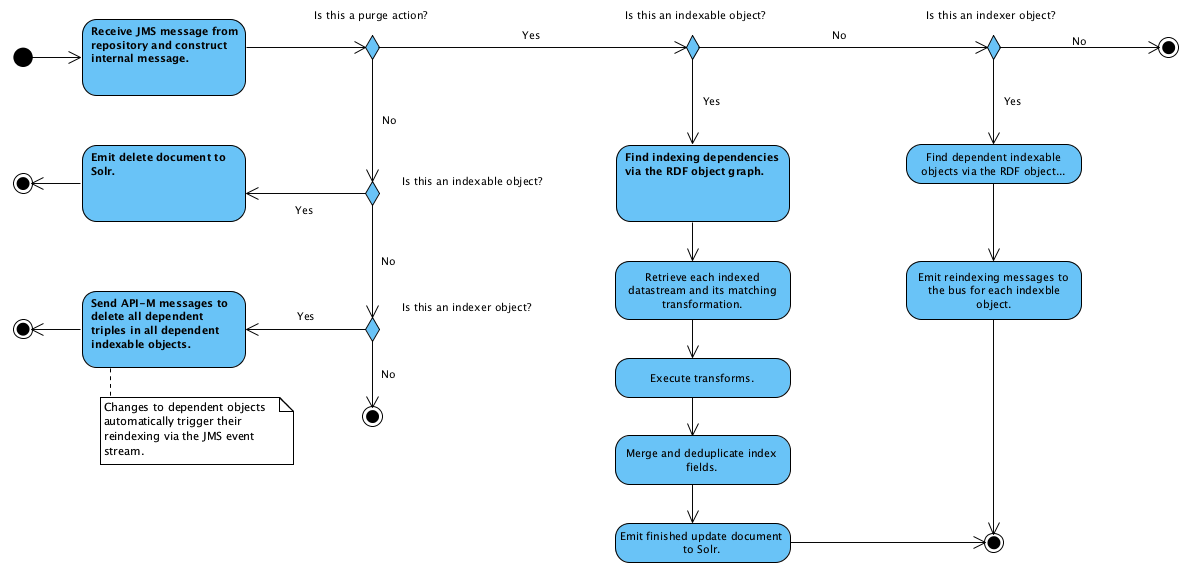 Is this a purge action?
Is this an indexable object?
Is this an indexer object?
Receive JMS message from
repository and construct
internal message.
Yes
No
No
No
Yes
Yes
Emit delete document to
Solr.
Is this an indexable object?
Yes
Find indexing dependencies
via the RDF object graph.
Find dependent indexable
objects via the RDF object...
No
Retrieve each indexed
datastream and its matching
transformation.
Emit reindexing messages to
the bus for each indexble
object.
Send API-M messages to
delete all dependent
triples in all dependent
indexable objects.
Yes
Is this an indexer object?
No
Execute transforms.
Changes to dependent objects
automatically trigger their
reindexing via the JMS event
stream.
Merge and deduplicate index
fields.
Emit finished update document
to Solr.